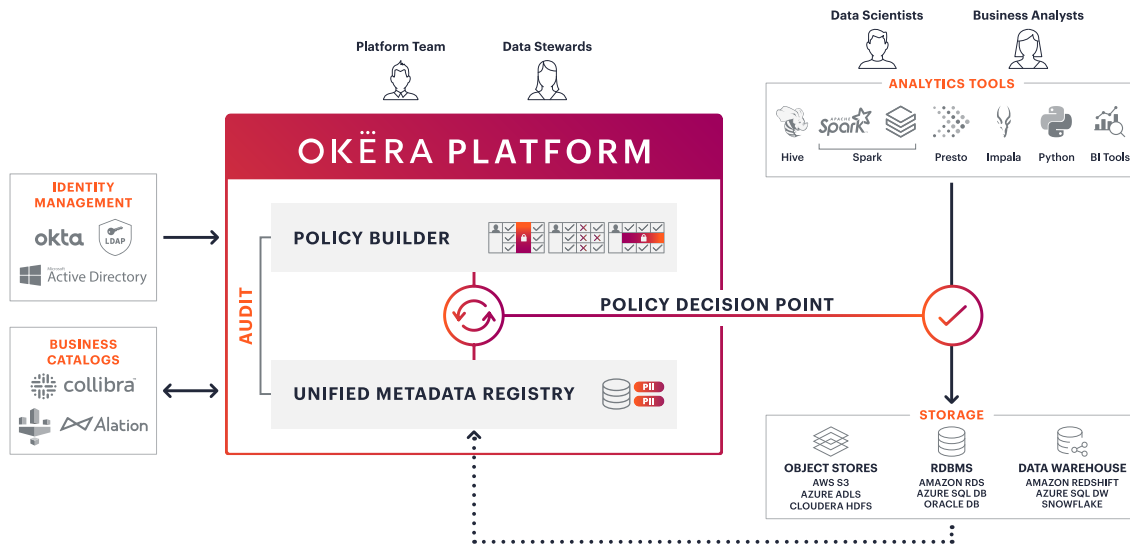 Platform Team
Data Stewards
Data Scientists
Business Analysts
ANALYTICS TOOLS
APACHE
Spark
Hive
Spark
Presto
Impala
Python
BI Tools
OKËRA PLATFORM
IDENTITY
MANAGEMENT
okta
LDAP
Microsoft
Active Directory
POLICY BUILDER
AUDIT
POLICY DECISION POINT
BUSINESS
CATALOGS
collibra
Alation
UNIFIED METADATA REGISTRY
PII
PII
STORAGE
OBJECT STORES
AWS S3
AZURE ADLS
CLOUDERA HDFS
RDBMS
AMAZON RDS
AZURE SQL DB
ORACLE DB
DATA WAREHOUSE
AMAZON REDSHIFT
AZURE SQL DW
SNOWFLAKE